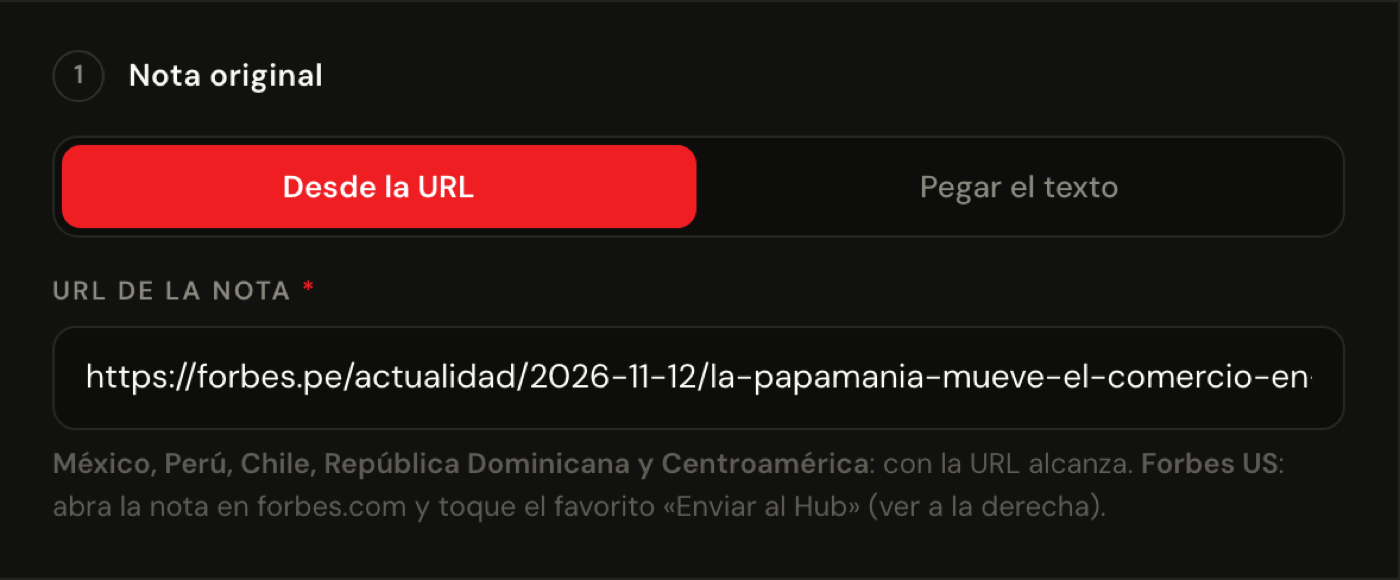 1 Nota original
Desde la URL
Pegar el texto
URL DE LA NOTA *
https://forbes.pe/actualidad/2026-11-12/la-papamania-mueve-el-comercio-en-
México, Perú, Chile, República Dominicana y Centroamérica: con la URL alcanza. Forbes US:
abra la nota en forbes.com y toque el favorito «Enviar al Hub» (ver a la derecha).